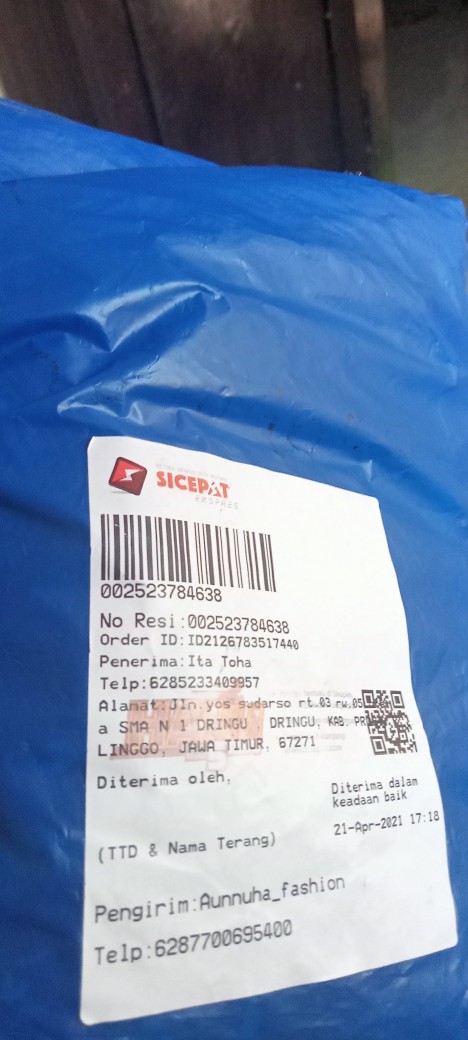 SICEPAT
EKSPRES
002523784638
No Resi:002523784638
Order ID:ID2126783517440
Penerima:Ita Toha
Telp:6285233409957
Alamat:Jln.yos sudarso rt.03 rw.05
a SMA N 1 DRINGU , DRINGU, KAB. PRO
LINGGO, JAWA TIMUR, 67271
Diterima oleh,
Diterima dalam
keadaan baik
21-Apr-2021 17:18
(TTD & Nama Terang)
Pengirim:Aunnuha_fashion
Telp:6287700695400